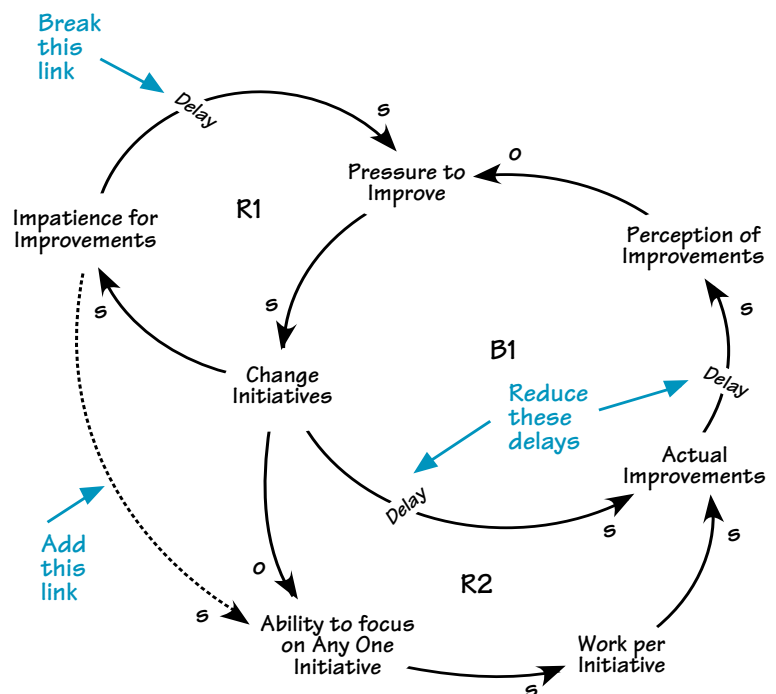 Break
this
link
Delay
s
Pressure to
Improve
o
R1
Impatience for
Improvements
Perception of
Improvements
s
s
s
B1
Change
Initiatives
Reduce
these
delays
Delay
Delay
Actual
Improvements
s
s
Add
this
link
o
R2
s
Ability to focus
on Any One
Initiative
Work per
Initiative
s